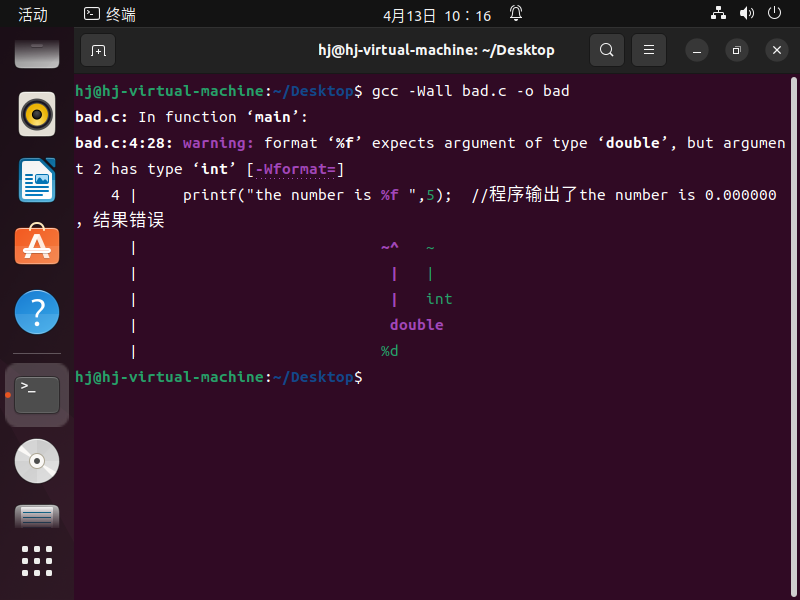 活动 终端 4月13日 10：16
hj@hj-virtual-machine: ~/Desktop
hj@hj-virtual-machine:~/Desktop$ gcc -Wall bad.c -o bad
bad.c: In function ‘main’:
bad.c:4:28: warning: format ‘%f’ expects argument of type ‘double’, but argumen
t 2 has type ‘int’ [-Wformat=]
    4 |     printf("the number is %f ",5);  //程序输出了the number is 0.000000
，结果错误
      |                           ~^   ~
      |                            |   |
      |                            |   int
      |                            double
      |                           %d
hj@hj-virtual-machine:~/Desktop$